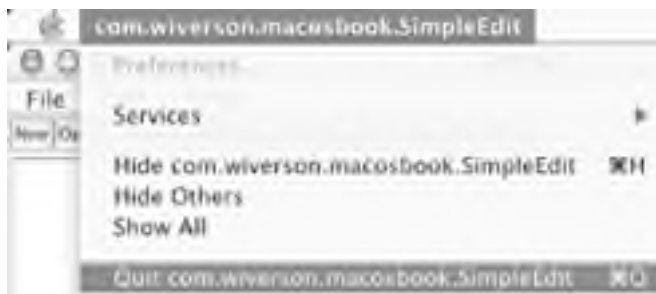 com.wiverson.macosbook.SimpleEdit
Preferences...
File
New
Services
Hide com.wiverson.macosbook.SimpleEdit ⌘H
Hide Others
Show All
Quit com.wiverson.macosbook.SimpleEdit ⌘Q